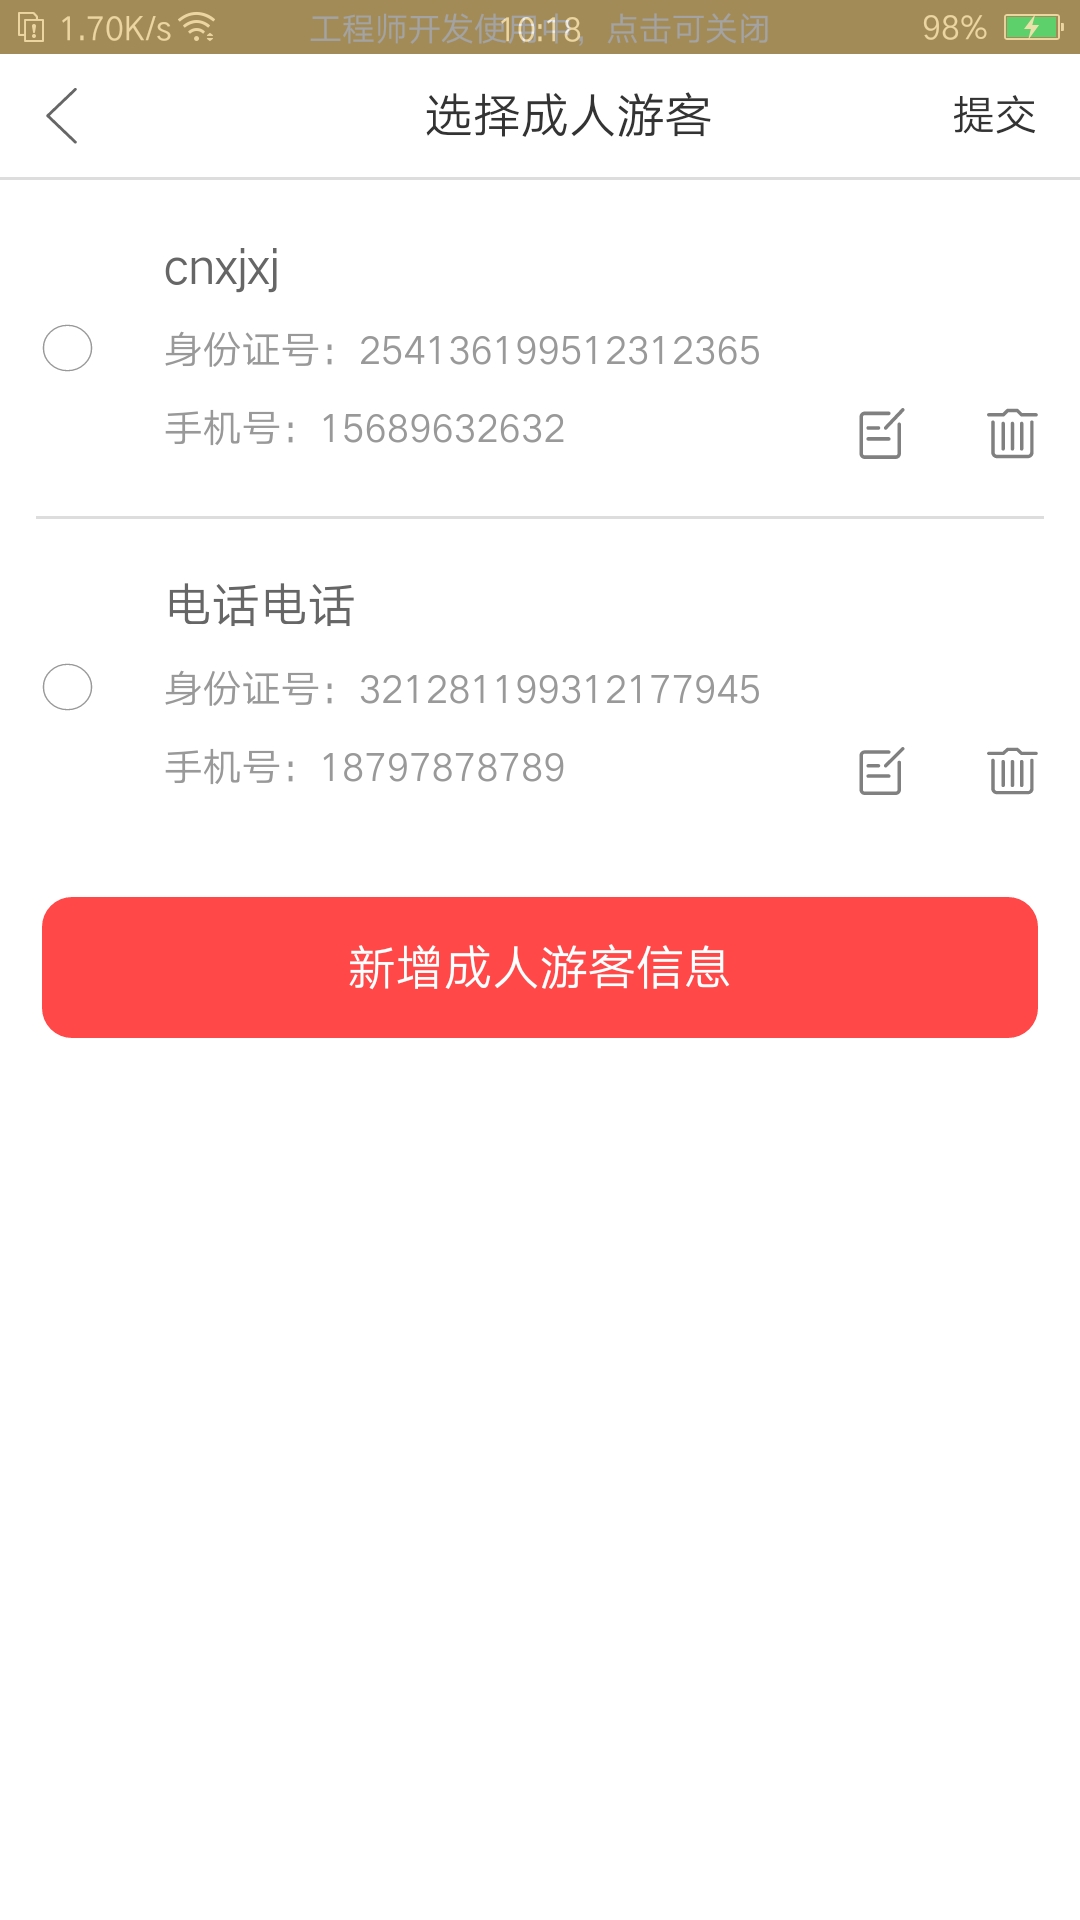 1.70K/s 工程师开发使用中，点击可关闭 10:18 98%
选择成人游客 提交
cnxjxj
身份证号：254136199512312365
手机号：15689632632
电话电话
身份证号：321281199312177945
手机号：18797878789
新增成人游客信息